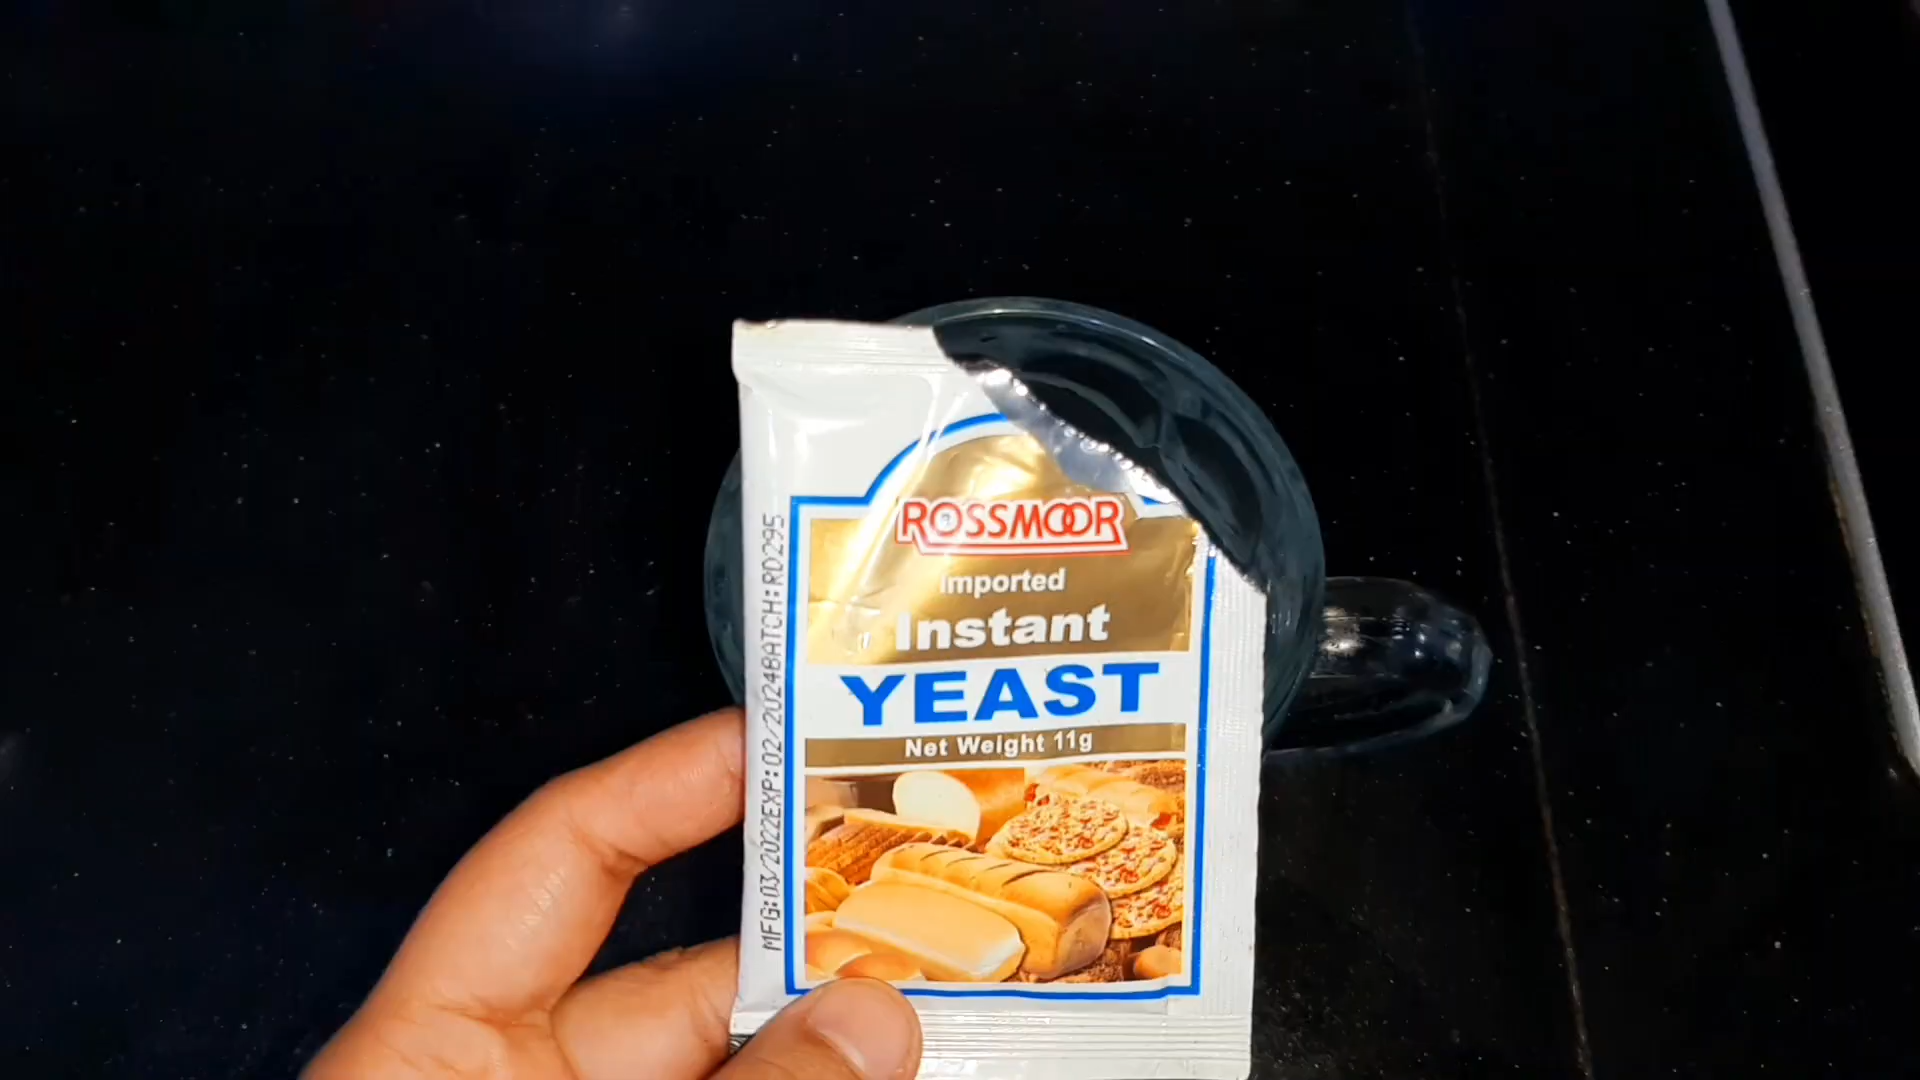 ROSSMOOR
Imported
Instant
YEAST
Net Weight 11g
MFG:03/2022EXP:02/2024BATCH:RD295